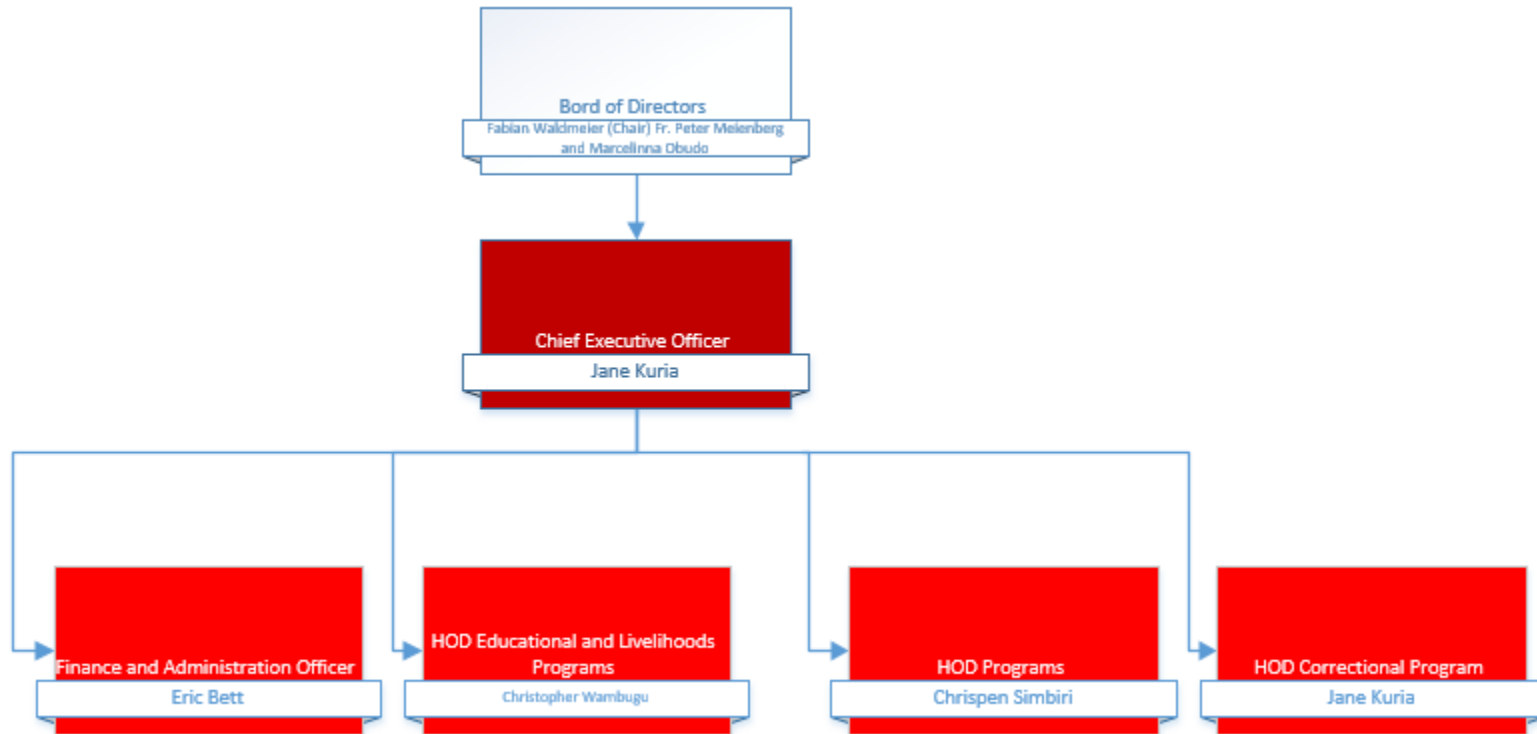 Bord of Directors
Fabian Waldmeier (Chair) Fr. Peter Meienberg
and Marcelinna Obudo
Chief Executive Officer
Jane Kuria
Finance and Administration Officer
Eric Bett
HOD Educational and Livelihoods
Programs
Christopher Wambugu
HOD Programs
Chrispen Simbiri
HOD Correctional Program
Jane Kuria